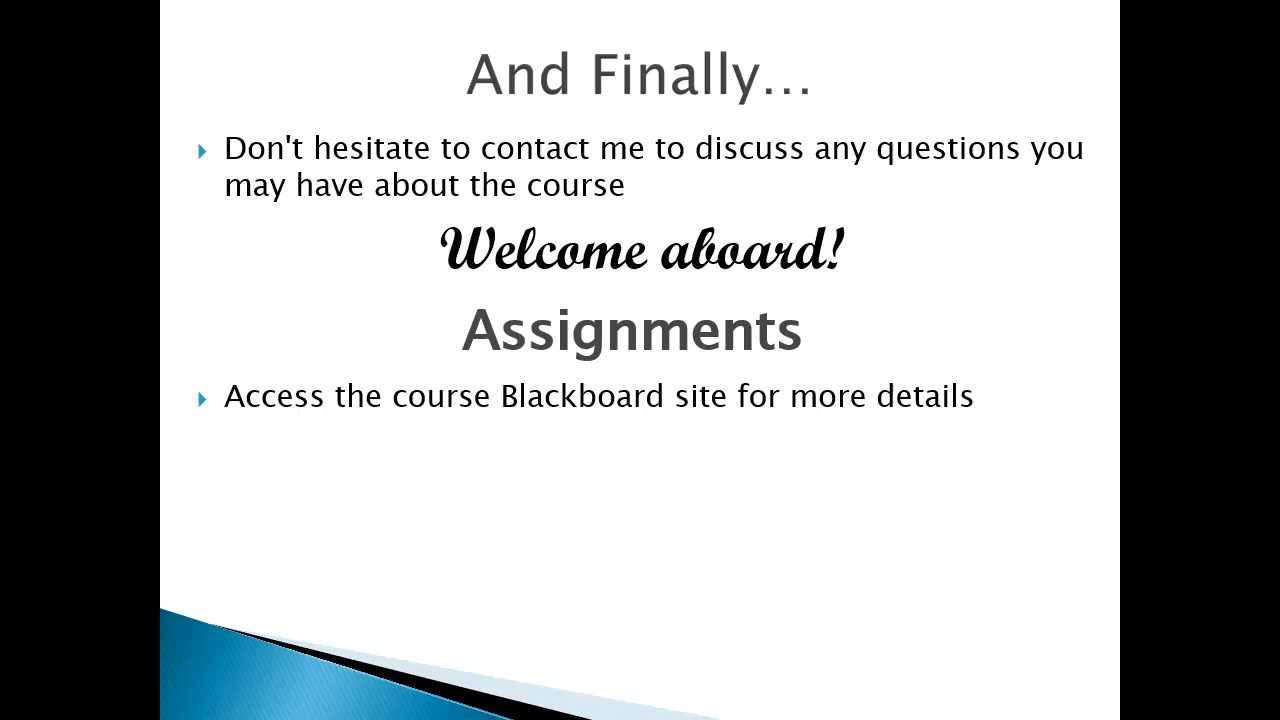 And Finally…
Don't hesitate to contact me to discuss any questions you
may have about the course
Welcome aboard!
Assignments
Access the course Blackboard site for more details